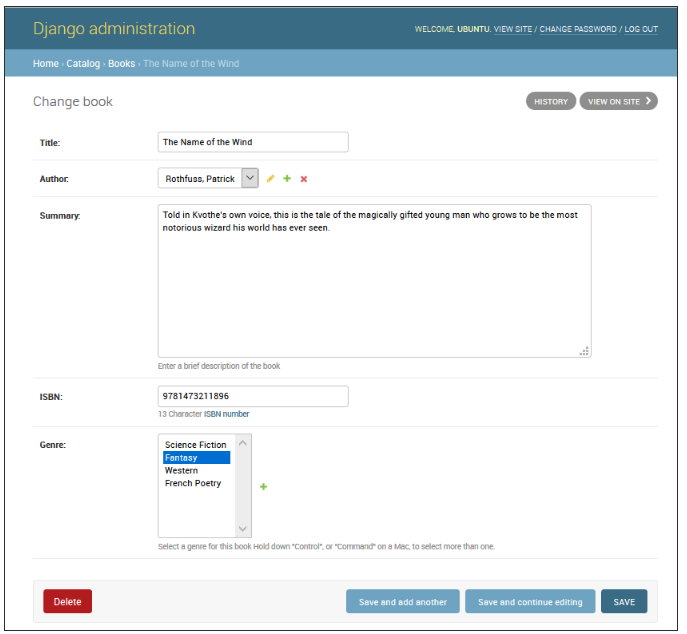 Django administration
WELCOME, UBUNTU. VIEW SITE / CHANGE PASSWORD / LOG OUT
Home › Catalog › Books › The Name of the Wind
Change book
HISTORY
VIEW ON SITE
Title:
The Name of the Wind
Author:
Rothfuss, Patrick
Summary:
Told in Kvothe's own voice, this is the tale of the magically gifted young man who grows to be the most
notorious wizard his world has ever seen.
Enter a brief description of the book
ISBN:
9781473211896
13 Character ISBN number
Genre:
Science Fiction
Fantasy
Western
French Poetry
Select a genre for this book Hold down "Control", or "Command" on a Mac, to select more than one.
Delete
Save and add another
Save and continue editing
SAVE